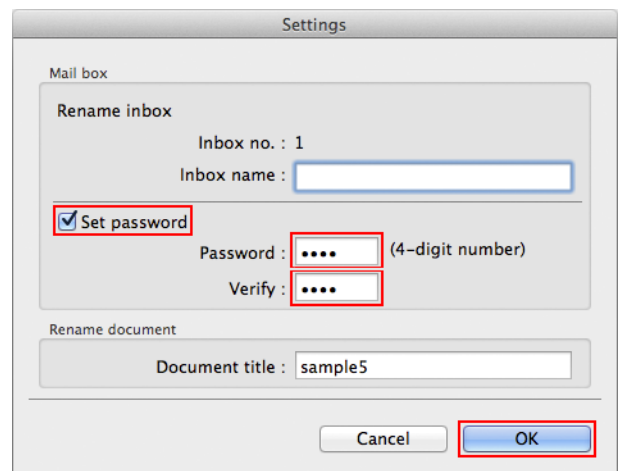 Settings
Mail box
Rename inbox
Inbox no. : 1
Inbox name :
Set password
Password : •••• (4-digit number)
Verify : ••••
Rename document
Document title : sample5
Cancel OK